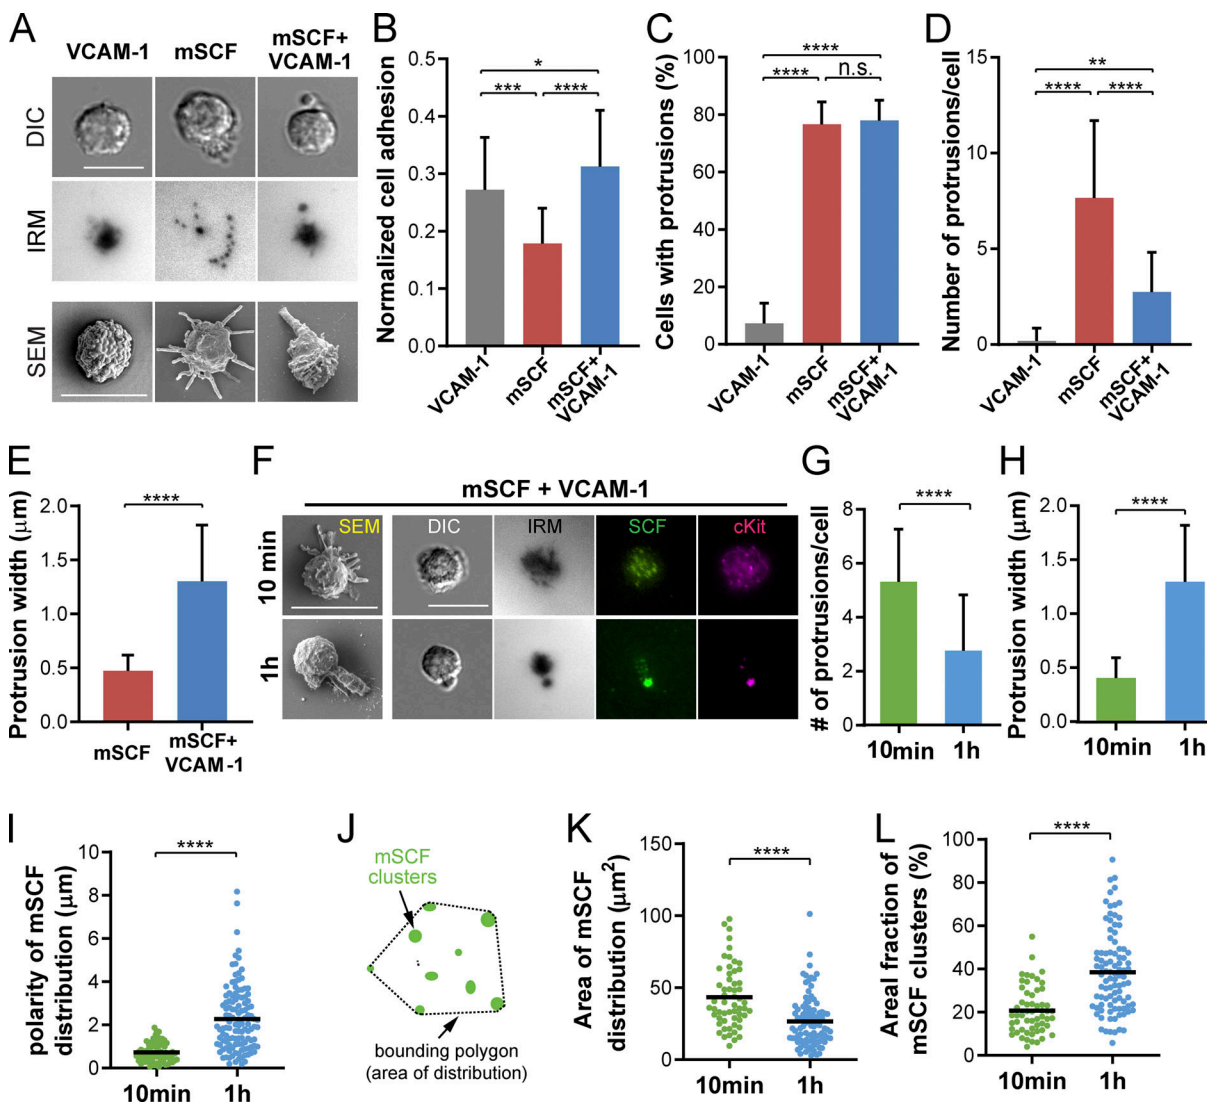 A
VCAM-1
mSCF
mSCF+
VCAM-1
DIC
IRM
SEM
B
Normalized cell adhesion
0.5
0.4
0.3
0.2
0.1
0.0
*
***
****
VCAM-1
mSCF
mSCF+
VCAM-1
C
Cells with protrusions (%)
100
80
60
40
20
0
****
****
n.s.
VCAM-1
mSCF
mSCF+
VCAM-1
D
Number of protrusions/cell
15
10
5
0
**
****
****
VCAM-1
mSCF
mSCF+
VCAM-1
E
Protrusion width (μm)
2.0
1.5
1.0
0.5
0.0
****
mSCF
mSCF+
VCAM-1
F
mSCF + VCAM-1
SEM
DIC
IRM
SCF
cKit
10 min
1h
G
# of protrusions/cell
8
6
4
2
0
****
10min
1h
H
Protrusion width (μm)
2.0
1.5
1.0
0.5
0.0
****
10min
1h
I
polarity of mSCF
distribution (μm)
10
8
6
4
2
0
****
10min
1h
J
mSCF
clusters
bounding polygon
(area of distribution)
K
Area of mSCF
distribution (μm²)
150
100
50
0
****
10min
1h
L
Areal fraction of
mSCF clusters (%)
100
80
60
40
20
0
****
10min
1h